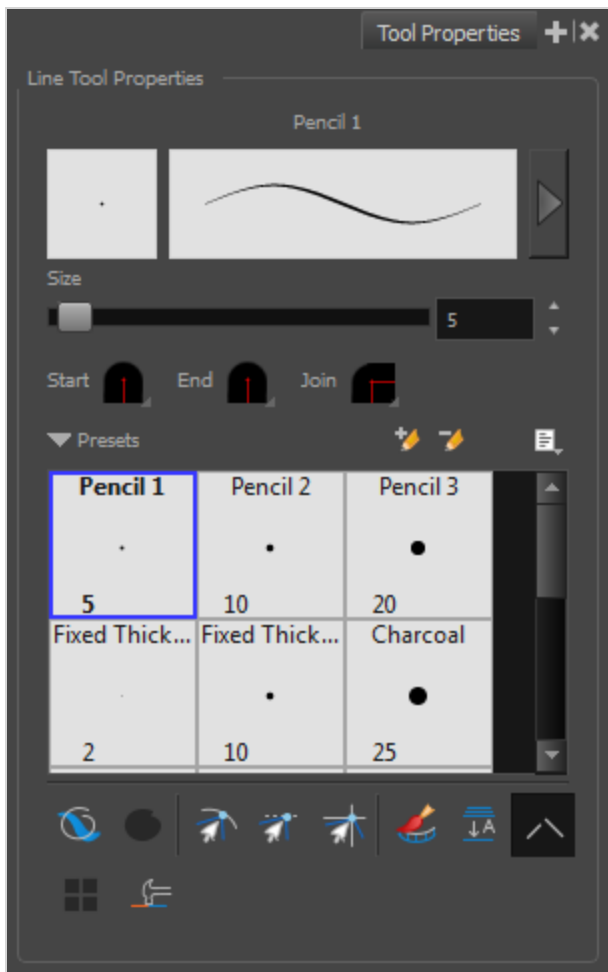 Tool Properties
Line Tool Properties
Pencil 1
Size
5
Start End Join
Presets
Pencil 1 Pencil 2 Pencil 3
5 10 20
Fixed Thick... Fixed Thick... Charcoal
2 10 25
A